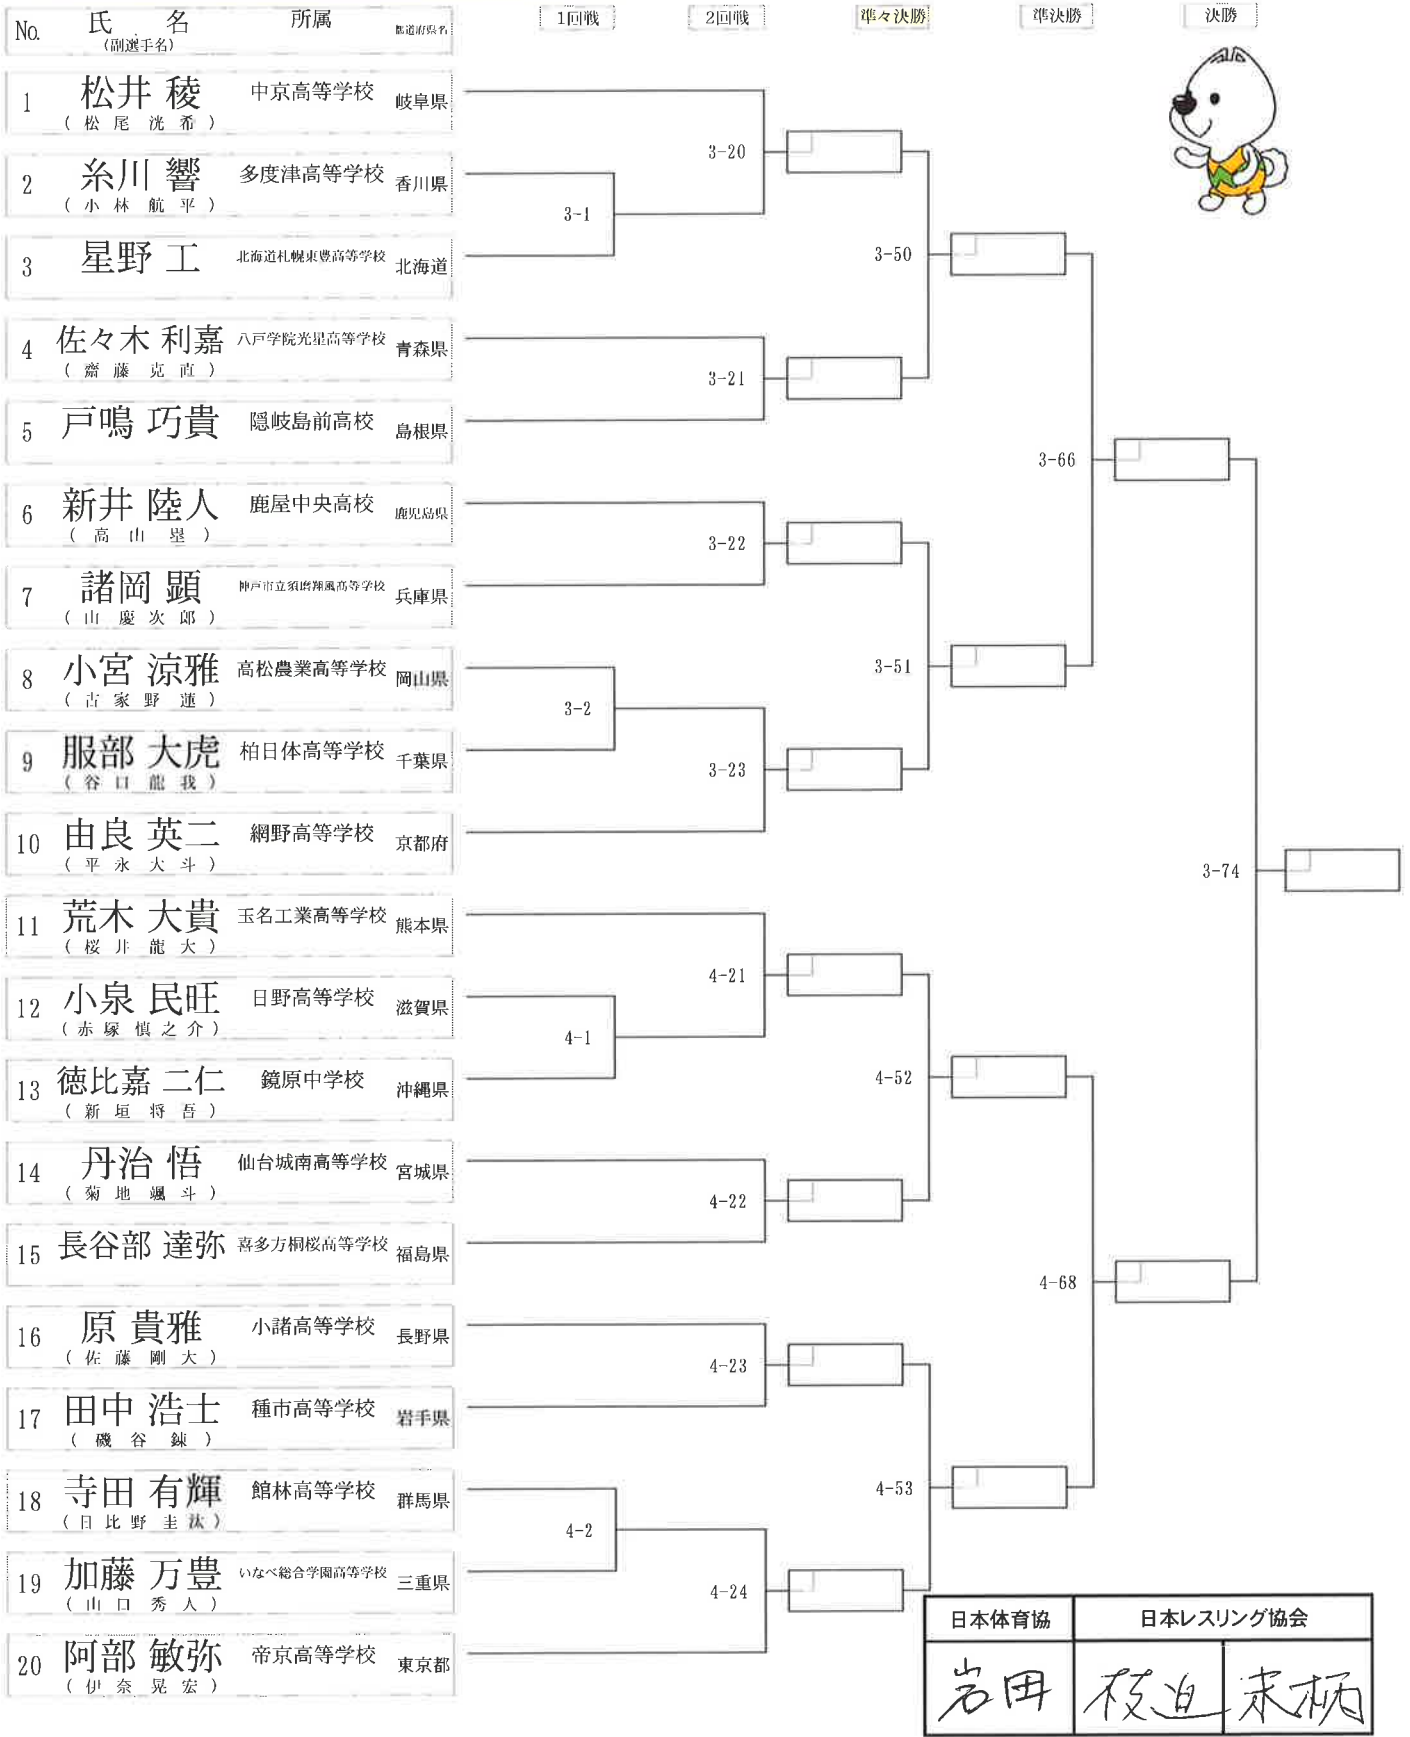 No. 氏 名 所属 都道府県名 1回戦 2回戦 準々決勝 準決勝 決勝
(副選手名)
1 松井 稜 中京高等学校 岐阜県
(松尾 洸希)
2 糸川 響 多度津高等学校 香川県
(小林 航平)
3 星野 工 北海道札幌東豊高等学校 北海道
4 佐々木 利嘉 八戸学院光星高等学校 青森県
(齋藤 克直)
5 戸嶋 巧貴 隠岐島前高校 島根県
6 新井 陸人 鹿屋中央高校 鹿児島県
(高山 塁)
7 諸岡 顕 神戸市立須磨翔風高等学校 兵庫県
(山 慶次郎)
8 小宮 涼雅 高松農業高等学校 岡山県
(古家野 蓮)
9 服部 大虎 柏日体高等学校 千葉県
(谷口 龍我)
10 由良 英二 網野高等学校 京都府
(平永 大斗)
11 荒木 大貴 玉名工業高等学校 熊本県
(桜井 龍大)
12 小泉 民旺 日野高等学校 滋賀県
(赤塚 慎之介)
13 徳比嘉 二仁 鏡原中学校 沖縄県
(新垣 将吾)
14 丹治 悟 仙台城南高等学校 宮城県
(菊地 颯斗)
15 長谷部 達弥 喜多方桐桜高等学校 福島県
16 原 貴雅 小諸高等学校 長野県
(佐藤 剛大)
17 田中 浩士 種市高等学校 岩手県
(磯谷 錬)
18 寺田 有輝 館林高等学校 群馬県
(日比野 圭汰)
19 加藤 万豊 いなべ総合学園高等学校 三重県
(山口 秀人)
20 阿部 敏弥 帝京高等学校 東京都
(伊奈 晃宏)
3-1
3-2
4-1
4-2
3-20
3-21
3-22
3-23
4-21
4-22
4-23
4-24
3-50
3-51
4-52
4-53
3-66
4-68
3-74
日本体育協 日本レスリング協会
岩田 枝迫 末柄